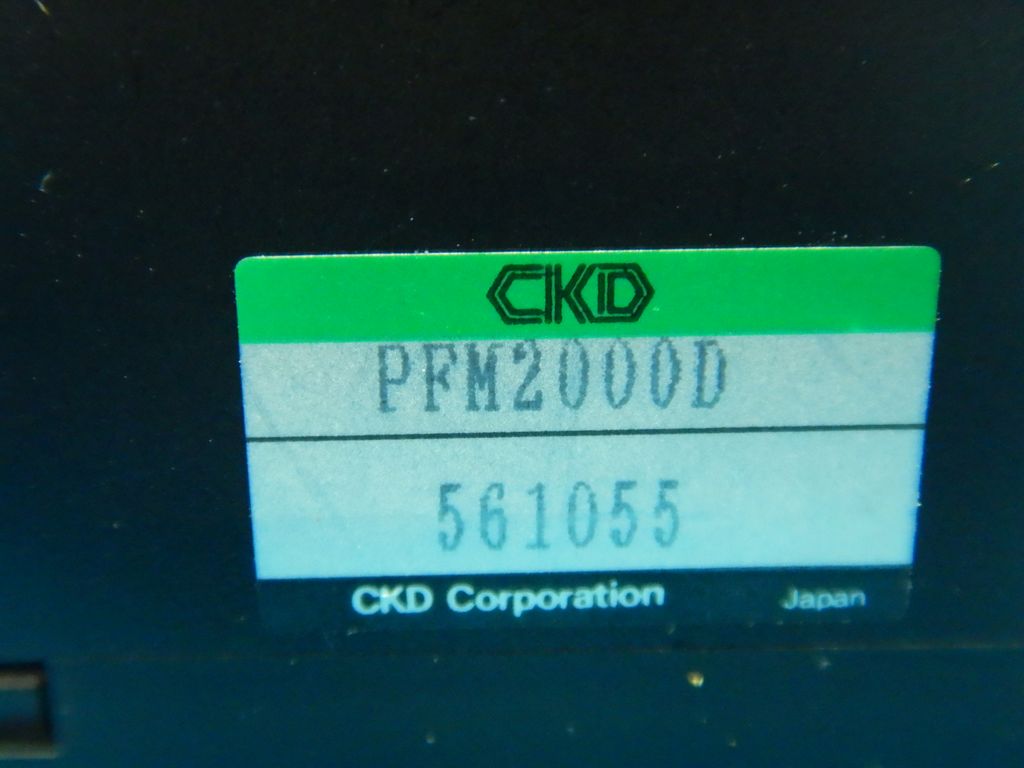 CKD
PFM2000D
561055
CKD Corporation Japan